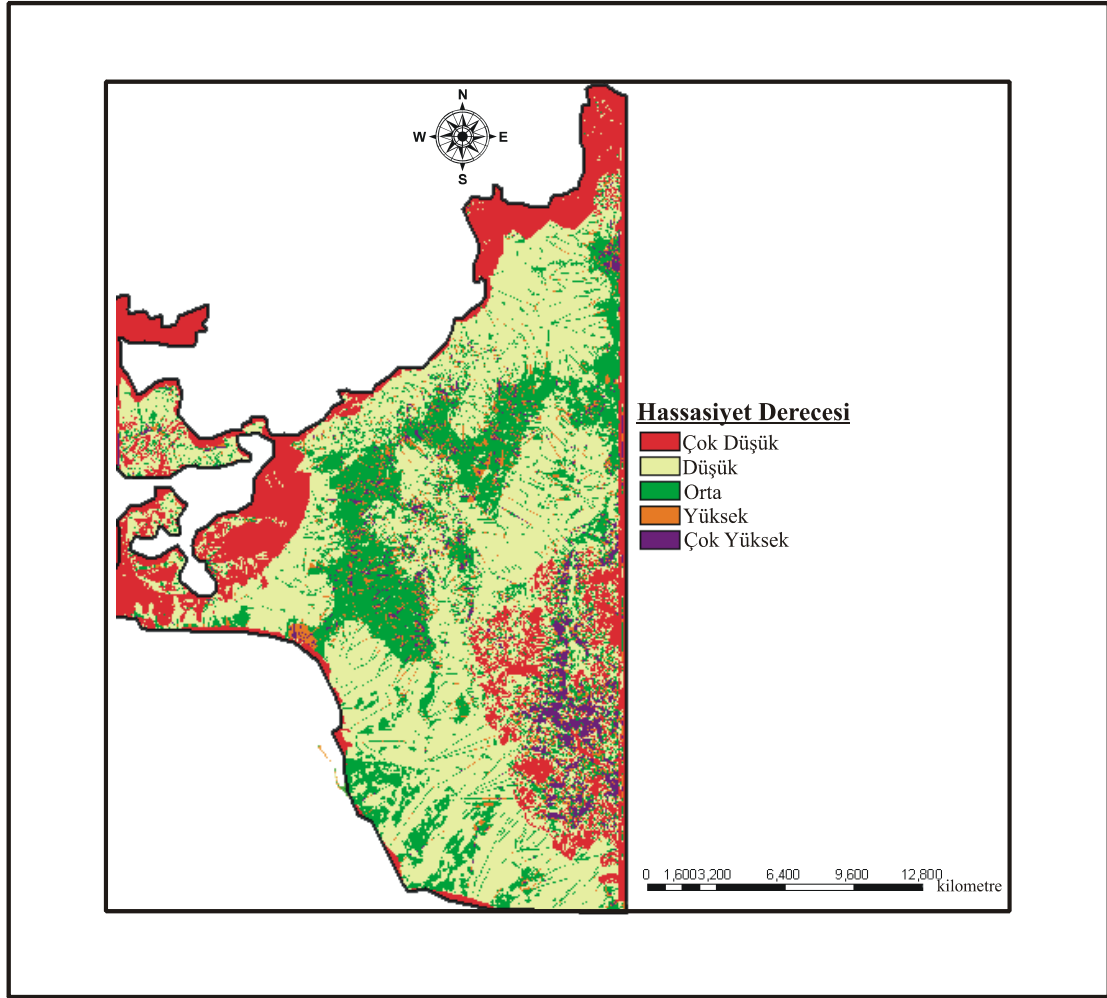 N
W E
S
Hassasiyet Derecesi
Çok Düşük
Düşük
Orta
Yüksek
Çok Yüksek
0 1,6003,200 6,400 9,600 12,800
kilometre